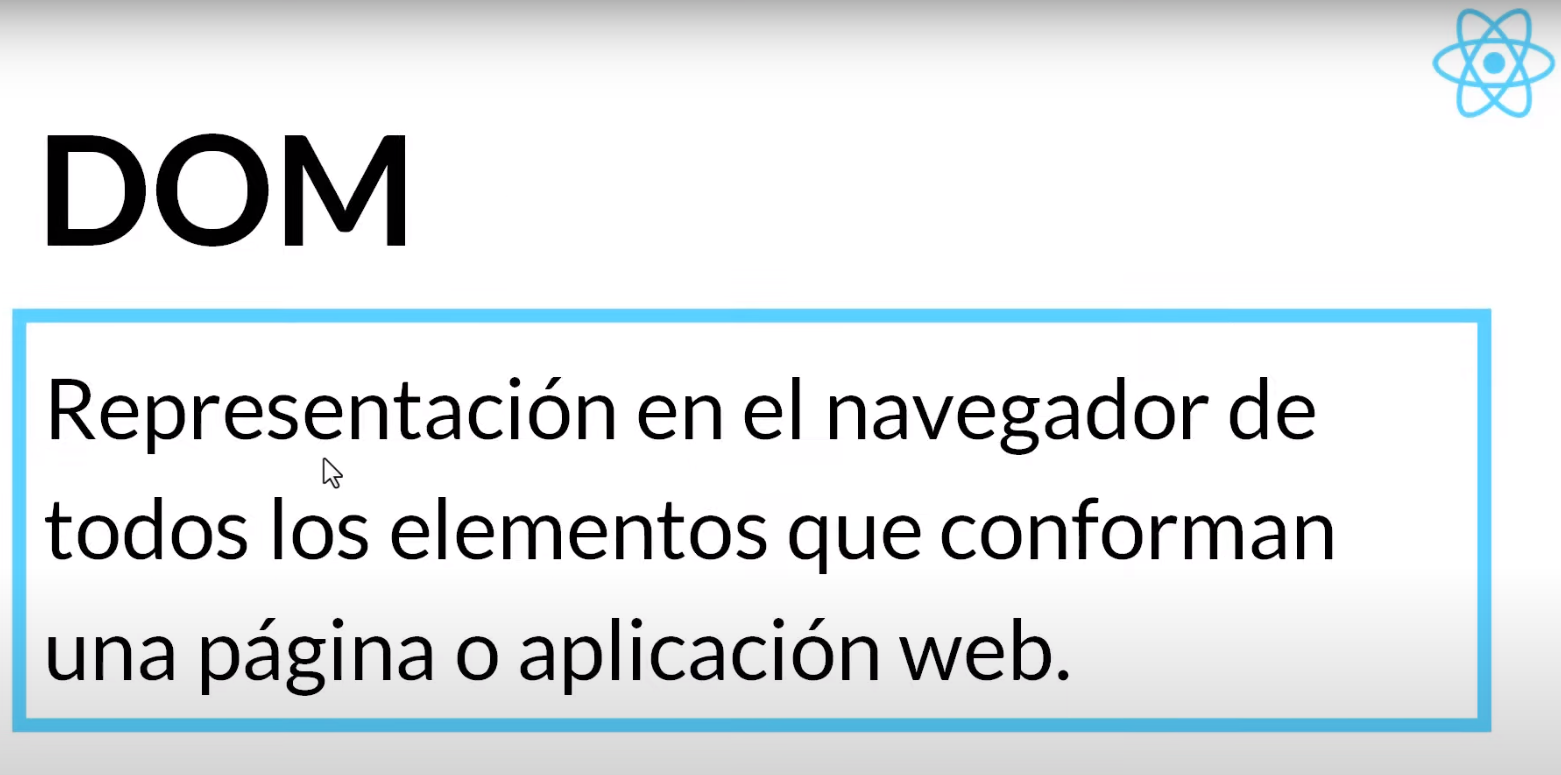 DOM
Representación en el navegador de
todos los elementos que conforman
una página o aplicación web.